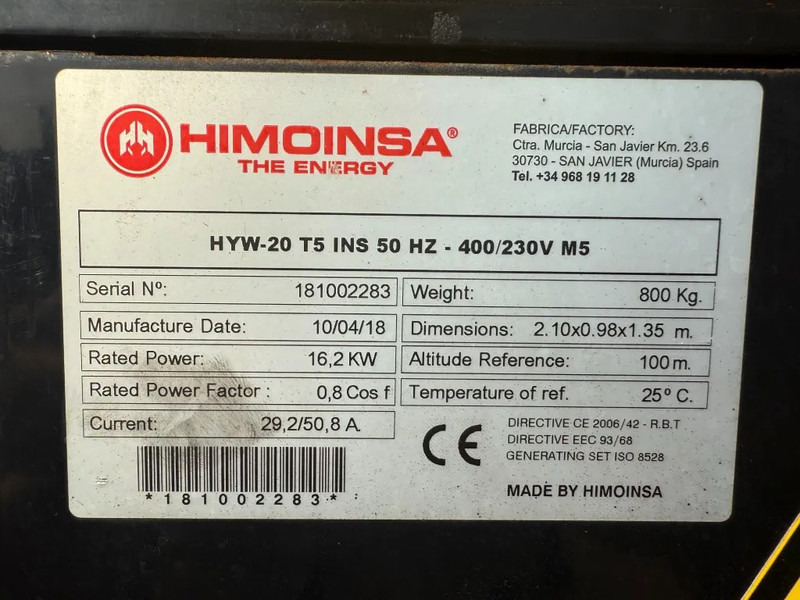 HIMOINSA®
THE ENERGY
FABRICA/FACTORY:
Ctra. Murcia - San Javier Km. 23.6
30730 - SAN JAVIER (Murcia) Spain
Tel. +34 968 19 11 28
HYW-20 T5 INS 50 HZ - 400/230V M5
Serial Nº: 181002283
Weight: 800 Kg.
Manufacture Date: 10/04/18
Dimensions: 2.10x0.98x1.35 m.
Rated Power: 16,2 KW
Altitude Reference: 100 m.
Rated Power Factor : 0,8 Cos f
Temperature of ref. 25º C.
Current: 29,2/50,8 A.
CE
DIRECTIVE CE 2006/42 - R.B.T
DIRECTIVE EEC 93/68
GENERATING SET ISO 8528
*181002283*
MADE BY HIMOINSA